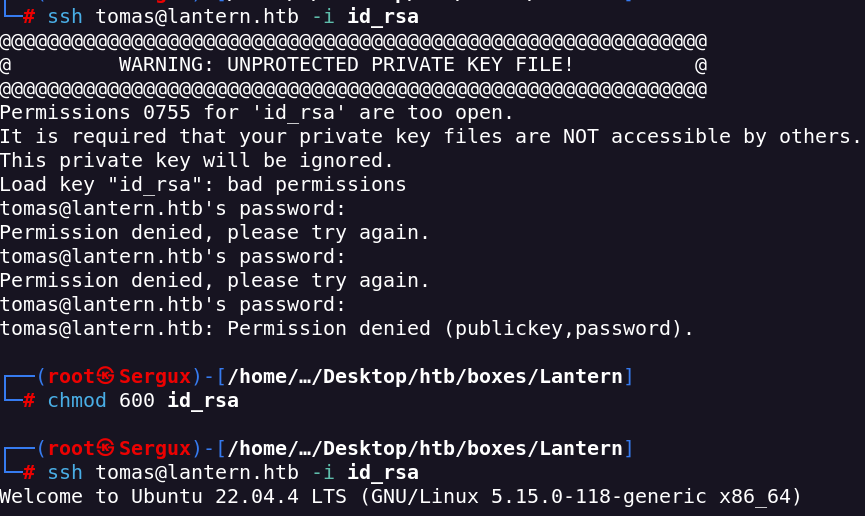 └─# ssh tomas@lantern.htb -i id_rsa
@@@@@@@@@@@@@@@@@@@@@@@@@@@@@@@@@@@@@@@@@@@@@@@@@@@@@@@@@@@
@         WARNING: UNPROTECTED PRIVATE KEY FILE!          @
@@@@@@@@@@@@@@@@@@@@@@@@@@@@@@@@@@@@@@@@@@@@@@@@@@@@@@@@@@@
Permissions 0755 for 'id_rsa' are too open.
It is required that your private key files are NOT accessible by others.
This private key will be ignored.
Load key "id_rsa": bad permissions
tomas@lantern.htb's password:
Permission denied, please try again.
tomas@lantern.htb's password:
Permission denied, please try again.
tomas@lantern.htb's password:
tomas@lantern.htb: Permission denied (publickey,password).
┌──(root㉿Sergux)-[/home/…/Desktop/htb/boxes/Lantern]
└─# chmod 600 id_rsa
┌──(root㉿Sergux)-[/home/…/Desktop/htb/boxes/Lantern]
└─# ssh tomas@lantern.htb -i id_rsa
Welcome to Ubuntu 22.04.4 LTS (GNU/Linux 5.15.0-118-generic x86_64)